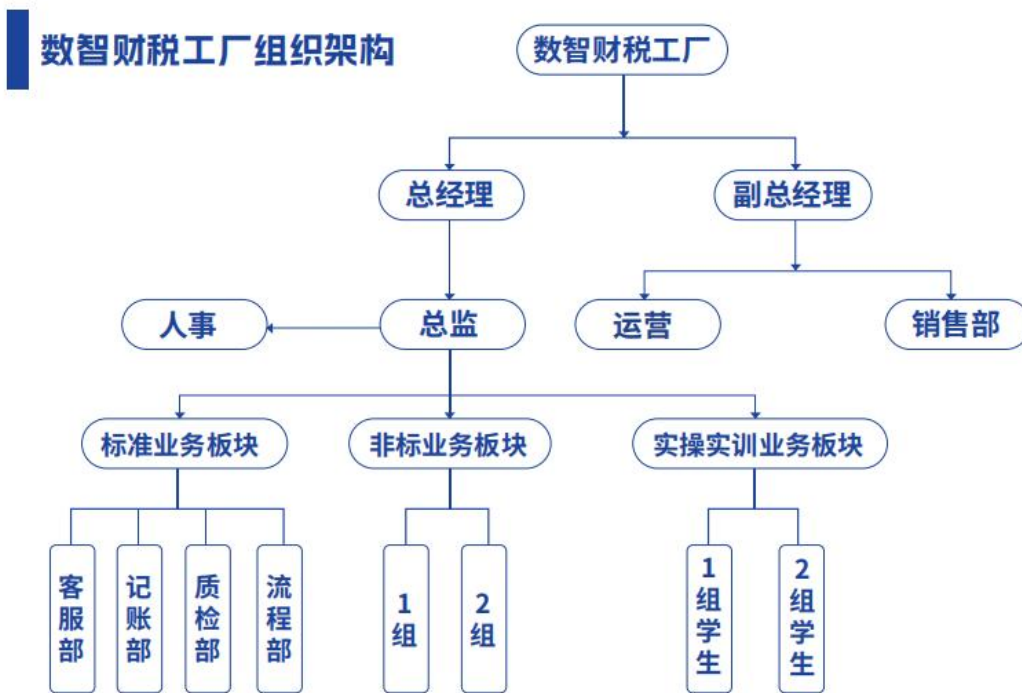 数智财税工厂组织架构
数智财税工厂
总经理
副总经理
人事
总监
运营
销售部
标准业务板块
非标业务板块
实操实训业务板块
客服部
记账部
质检部
流程部
1组
2组
1组学生
2组学生